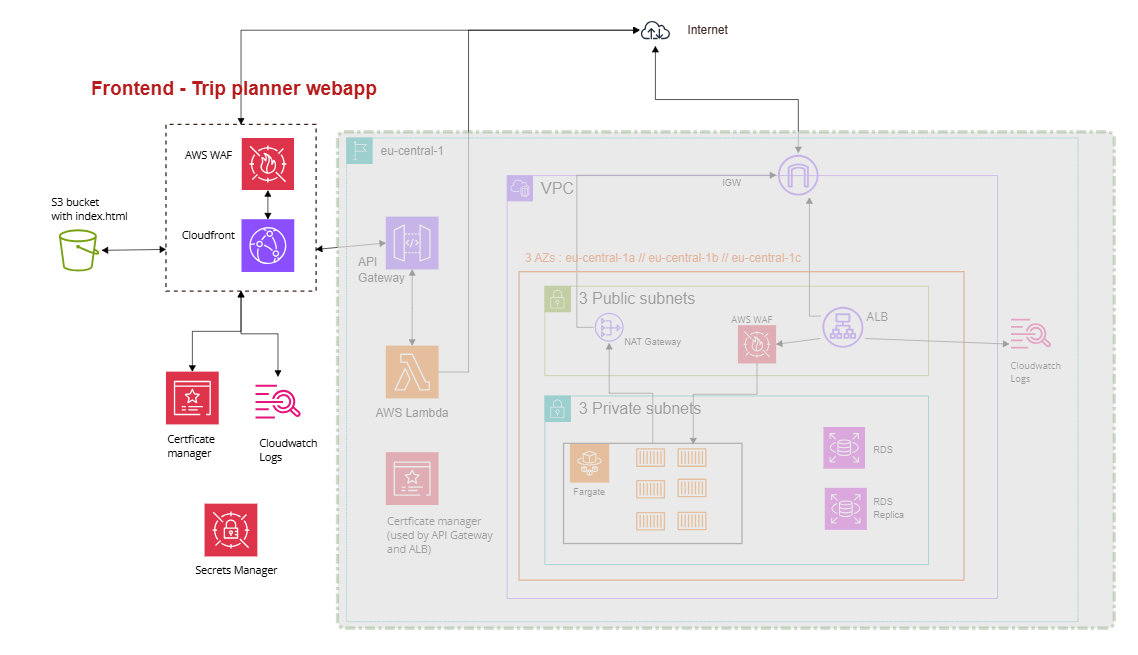 Internet
Frontend - Trip planner webapp
eu-central-1
AWS WAF
IGW
VPC
S3 bucket
with index.html
Cloudfront
API
Gateway
3 AZs : eu-central-1a // eu-central-1b // eu-central-1c
3 Public subnets
AWS WAF
ALB
NAT Gateway
Cloudwatch
Logs
AWS Lambda
3 Private subnets
Certficate
manager
Cloudwatch
Logs
RDS
Fargate
RDS
Replica
Certficate manager
(used by API Gateway
and ALB)
Secrets Manager